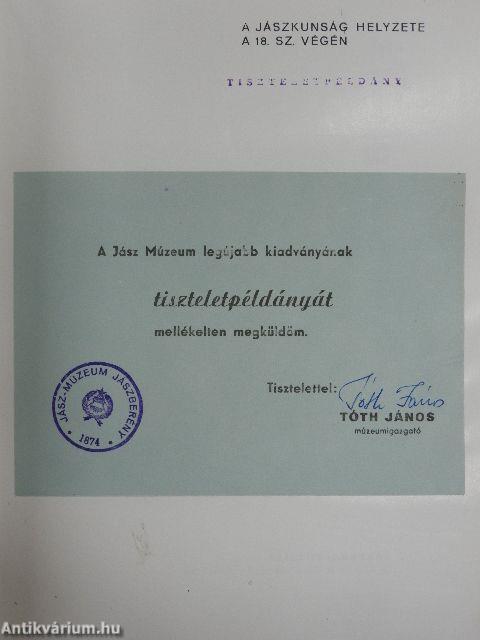 A JÁSZKUNSÁG HELYZETE
A 18. SZ. VÉGÉN
TISZTELETPÉLDÁNY
A Jász Múzeum legújabb kiadványának
tiszteletpéldányát
mellékelten megküldöm.
Tisztelettel:
Tóth János
TÓTH JÁNOS
múzeumigazgató
JÁSZ-MÚZEUM JÁSZBERÉNY
• 1874 •
Antikvárium.hu